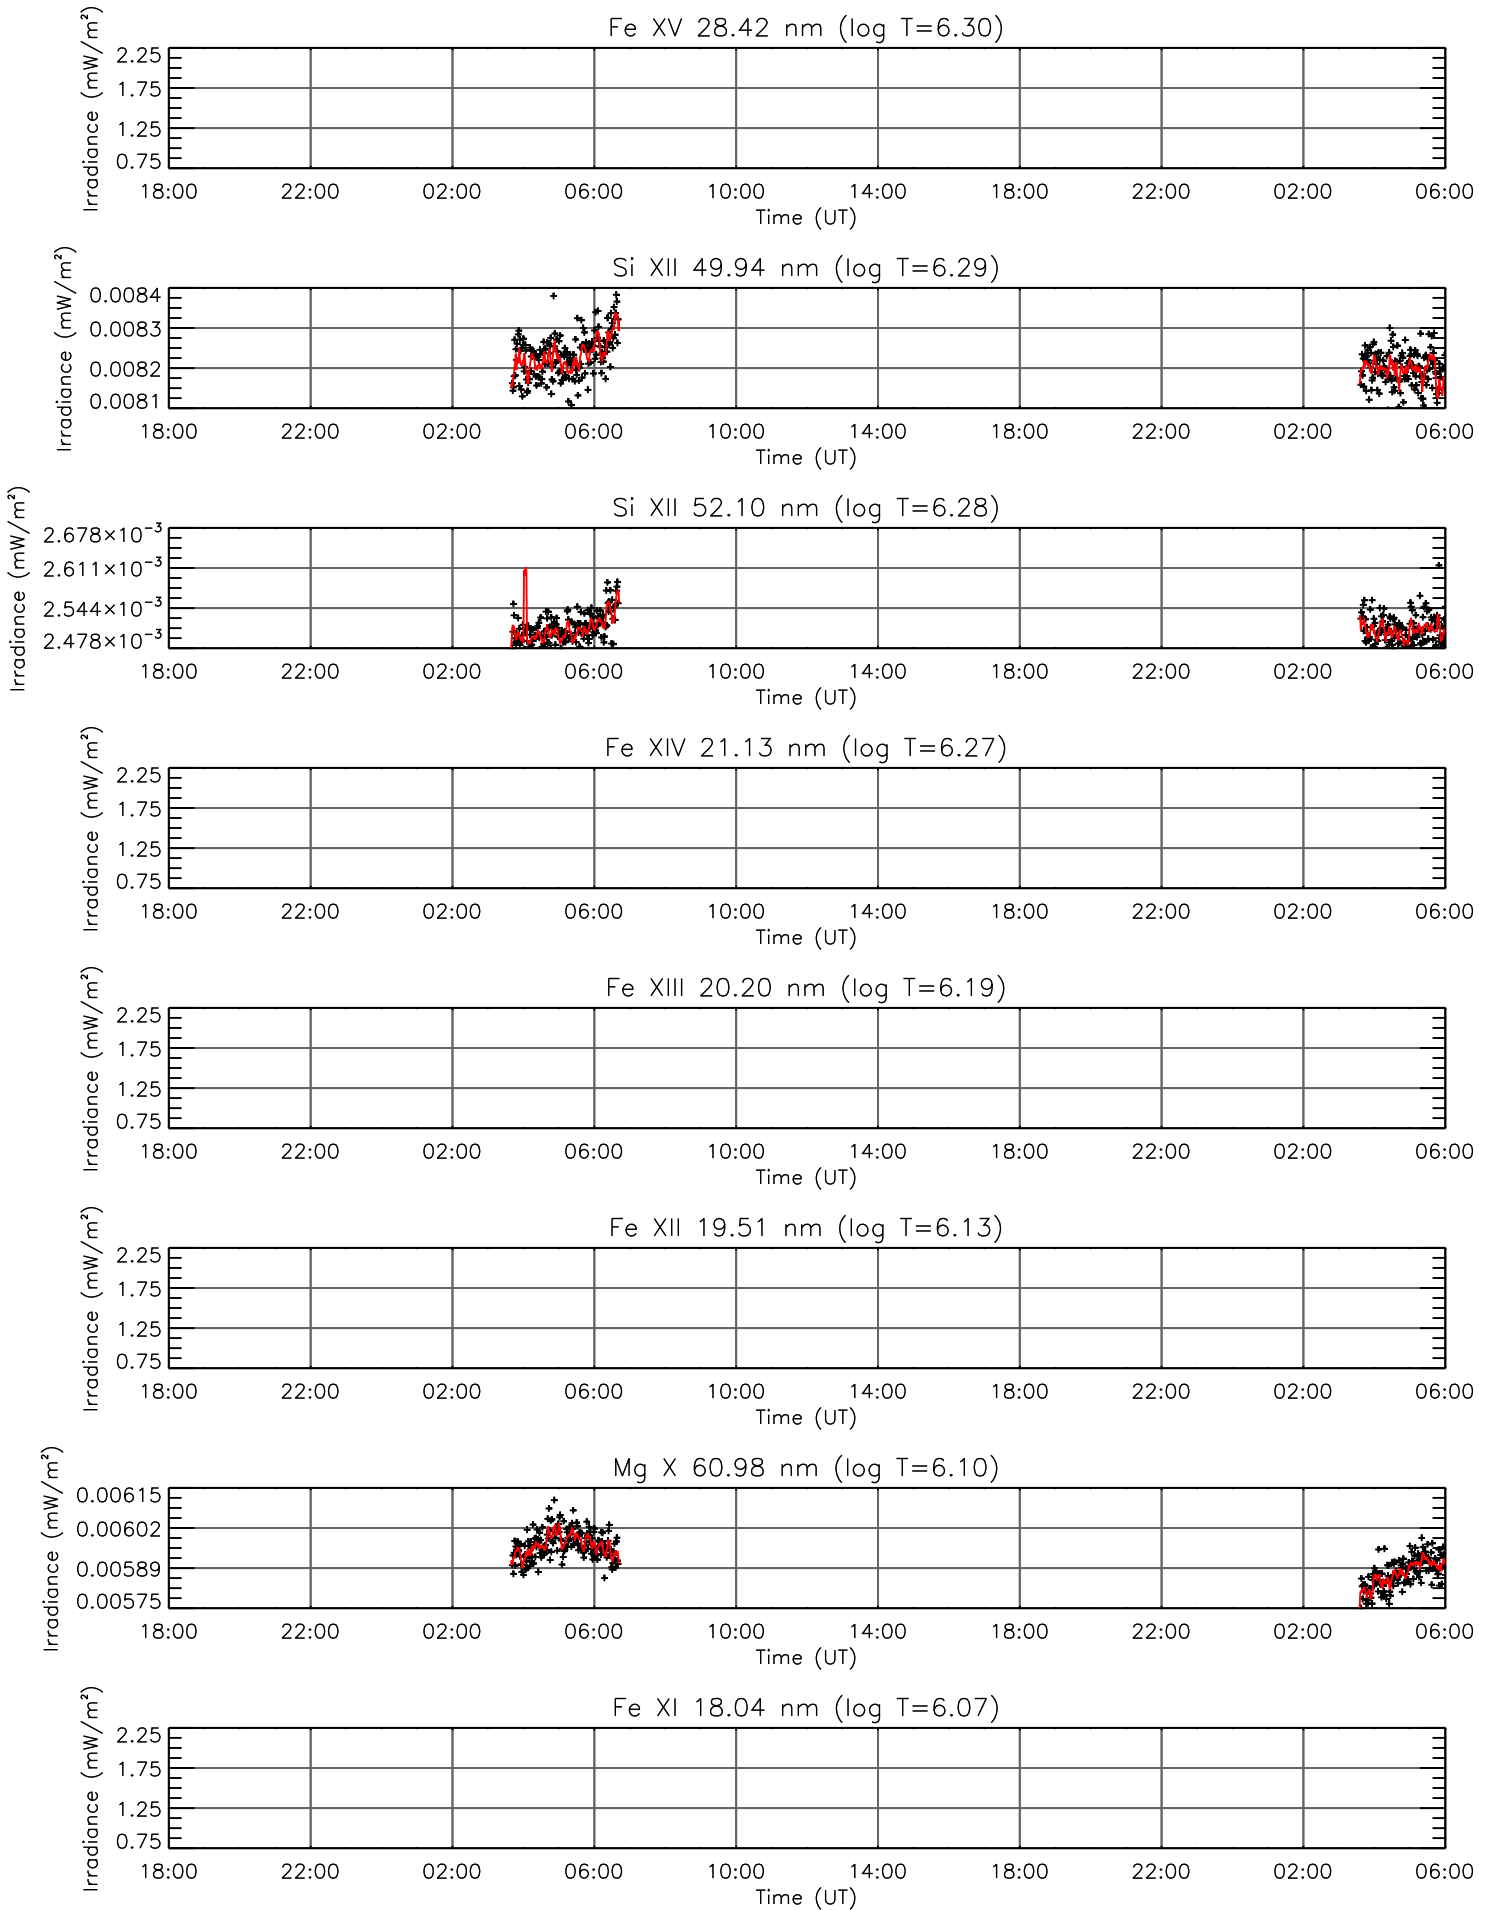 Fe XV 28.42 nm (log T=6.30)
Irradiance (mW/m²)
2.25
1.75
1.25
0.75
18:00 22:00 02:00 06:00 10:00 14:00 18:00 22:00 02:00 06:00
Time (UT)
Si XII 49.94 nm (log T=6.29)
Irradiance (mW/m²)
0.0084
0.0083
0.0082
0.0081
18:00 22:00 02:00 06:00 10:00 14:00 18:00 22:00 02:00 06:00
Time (UT)
Si XII 52.10 nm (log T=6.28)
Irradiance (mW/m²)
2.678×10⁻³
2.611×10⁻³
2.544×10⁻³
2.478×10⁻³
18:00 22:00 02:00 06:00 10:00 14:00 18:00 22:00 02:00 06:00
Time (UT)
Fe XIV 21.13 nm (log T=6.27)
Irradiance (mW/m²)
2.25
1.75
1.25
0.75
18:00 22:00 02:00 06:00 10:00 14:00 18:00 22:00 02:00 06:00
Time (UT)
Fe XIII 20.20 nm (log T=6.19)
Irradiance (mW/m²)
2.25
1.75
1.25
0.75
18:00 22:00 02:00 06:00 10:00 14:00 18:00 22:00 02:00 06:00
Time (UT)
Fe XII 19.51 nm (log T=6.13)
Irradiance (mW/m²)
2.25
1.75
1.25
0.75
18:00 22:00 02:00 06:00 10:00 14:00 18:00 22:00 02:00 06:00
Time (UT)
Mg X 60.98 nm (log T=6.10)
Irradiance (mW/m²)
0.00615
0.00602
0.00589
0.00575
18:00 22:00 02:00 06:00 10:00 14:00 18:00 22:00 02:00 06:00
Time (UT)
Fe XI 18.04 nm (log T=6.07)
Irradiance (mW/m²)
2.25
1.75
1.25
0.75
18:00 22:00 02:00 06:00 10:00 14:00 18:00 22:00 02:00 06:00
Time (UT)